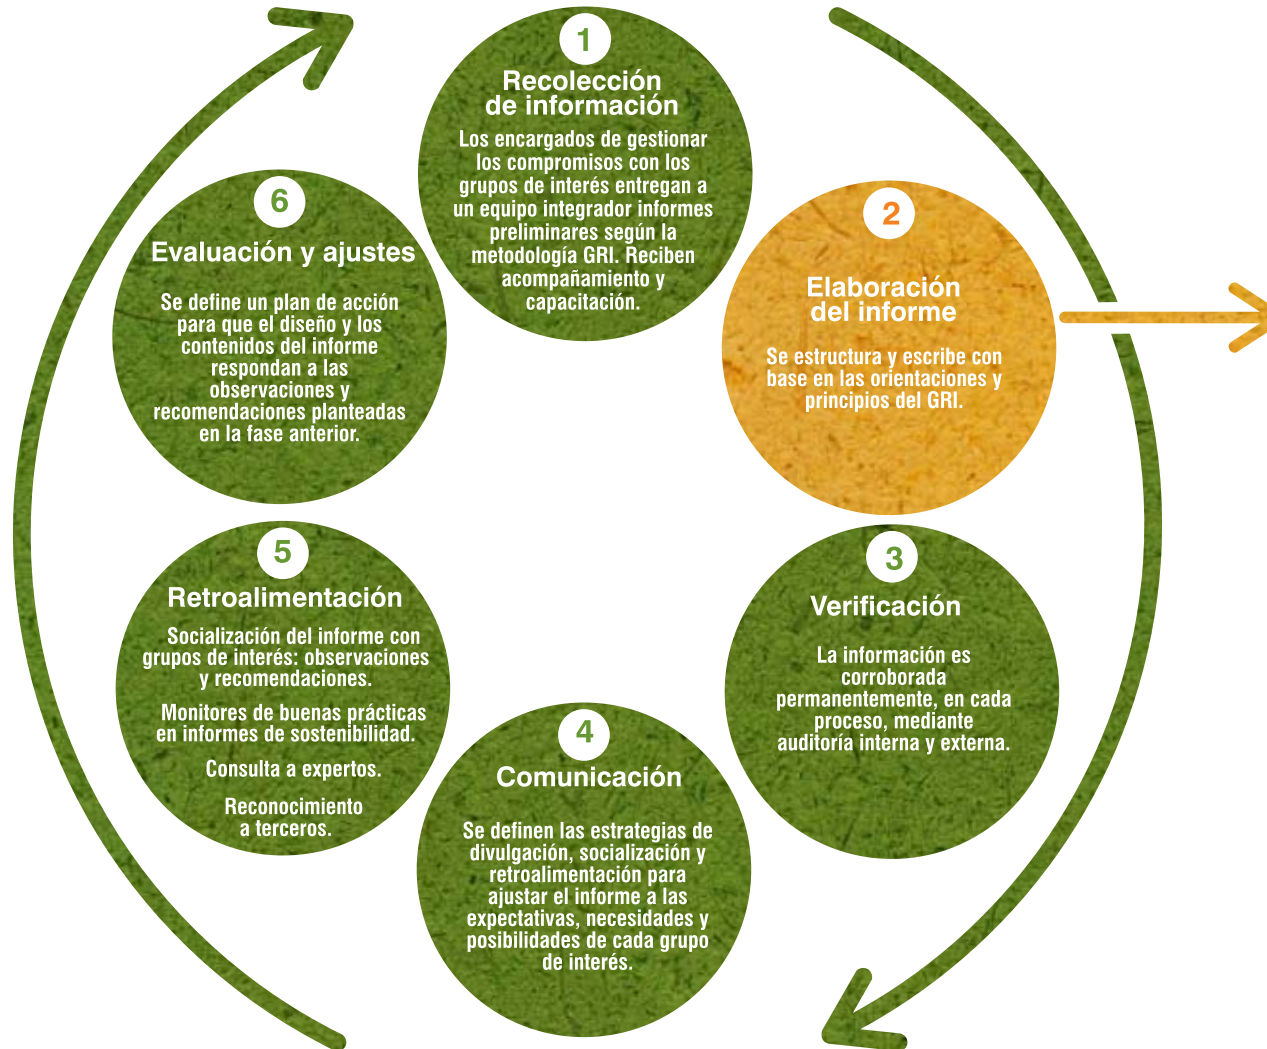 1
Recolección
de información
Los encargados de gestionar
los compromisos con los
grupos de interés entregan a
un equipo integrador informes
preliminares según la
metodología GRI. Reciben
acompañamiento y
capacitación.
2
Elaboración
del informe
Se estructura y escribe con
base en las orientaciones y
principios del GRI.
3
Verificación
La información es
corroborada
permanentemente, en cada
proceso, mediante
auditoría interna y externa.
4
Comunicación
Se definen las estrategias de
divulgación, socialización y
retroalimentación para
ajustar el informe a las
expectativas, necesidades y
posibilidades de cada grupo
de interés.
5
Retroalimentación
Socialización del informe con
grupos de interés: observaciones
y recomendaciones.
Monitores de buenas prácticas
en informes de sostenibilidad.
Consulta a expertos.
Reconocimiento
a terceros.
6
Evaluación y ajustes
Se define un plan de acción
para que el diseño y los
contenidos del informe
respondan a las
observaciones y
recomendaciones planteadas
en la fase anterior.